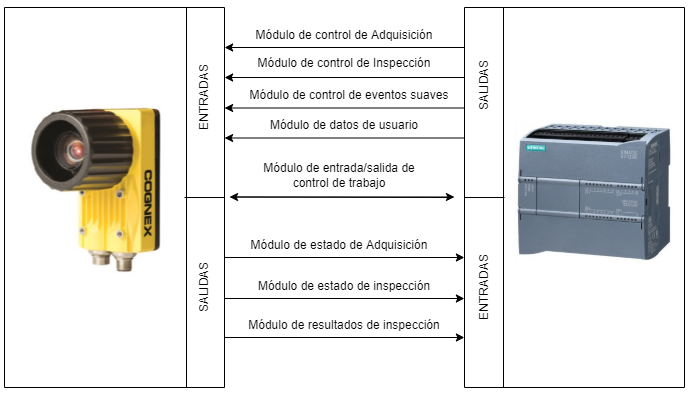 Módulo de control de Adquisición
Módulo de control de Inspección
Módulo de control de eventos suaves
Módulo de datos de usuario
Módulo de entrada/salida de
control de trabajo
Módulo de estado de Adquisición
Módulo de estado de inspección
Módulo de resultados de inspección
ENTRADAS
SALIDAS
SALIDAS
ENTRADAS
COGNEX
SIEMENS